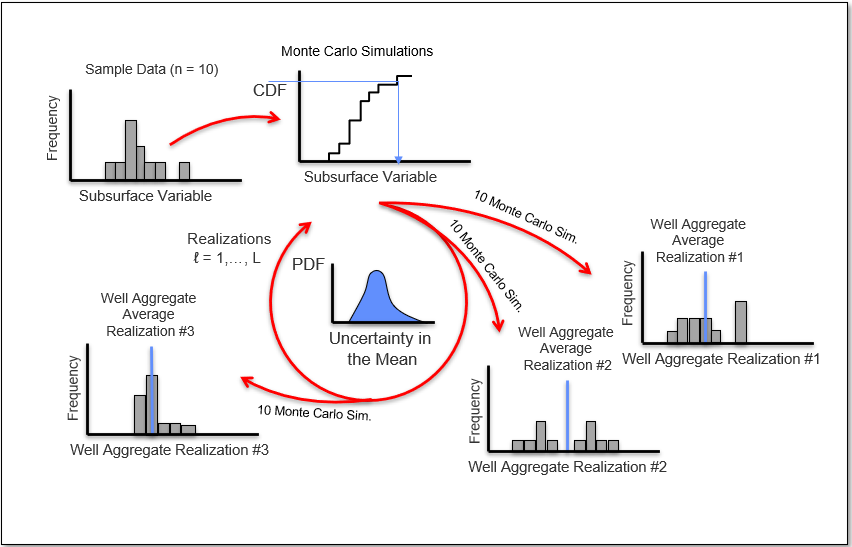 Monte Carlo Simulations
Sample Data (n = 10)
CDF
Frequency
Subsurface Variable
Subsurface Variable
10 Monte Carlo Sim.
10 Monte Carlo Sim.
Realizations
ℓ = 1,…, L
PDF
Uncertainty in
the Mean
Well Aggregate
Average
Realization #1
Frequency
Well Aggregate Realization #1
Well Aggregate
Average
Realization #2
Frequency
Well Aggregate Realization #2
Well Aggregate
Average
Realization #3
Frequency
Well Aggregate Realization #3
10 Monte Carlo Sim.